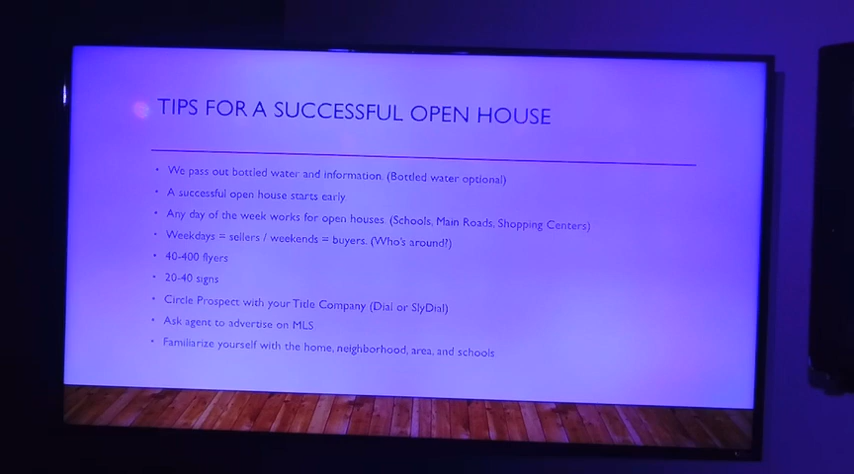 TIPS FOR A SUCCESSFUL OPEN HOUSE
• We pass out bottled water and information. (Bottled water optional)
• A successful open house starts early
• Any day of the week works for open houses. (Schools, Main Roads, Shopping Centers)
• Weekdays = sellers / weekends = buyers. (Who's around?)
• 40-400 flyers
• 20-40 signs
• Circle Prospect with your Title Company (Dial or SlyDial)
• Ask agent to advertise on MLS
• Familiarize yourself with the home, neighborhood, area, and schools